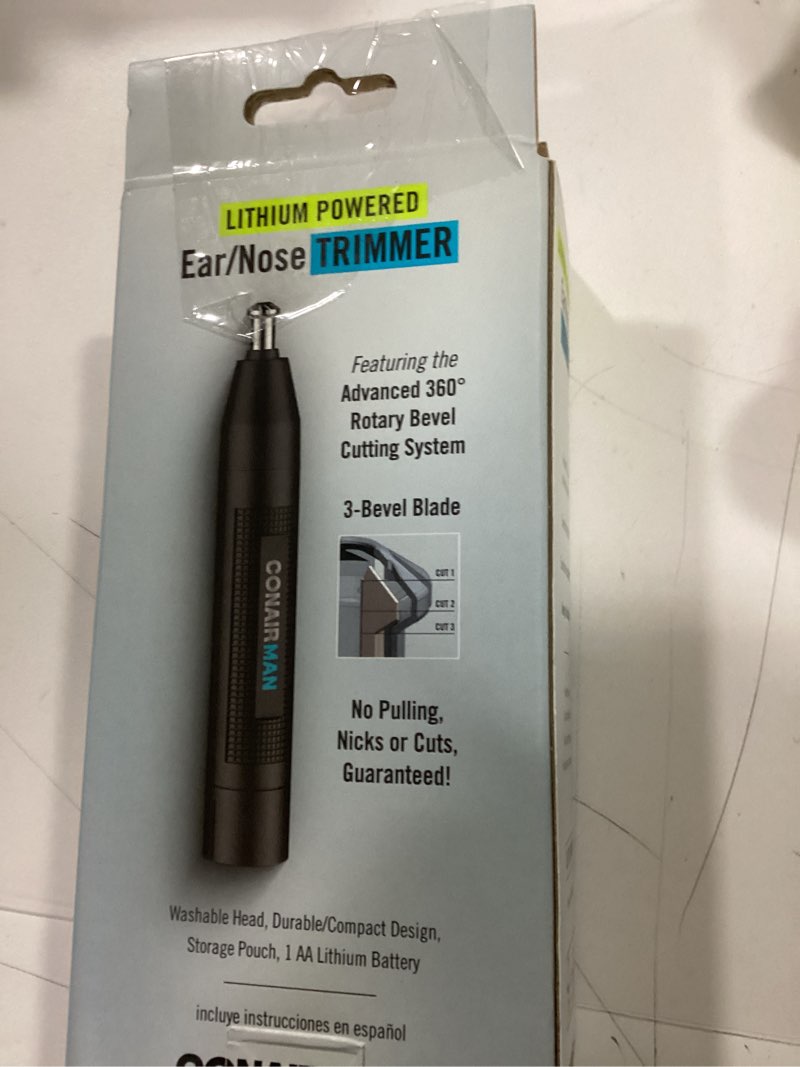 LITHIUM POWERED
Ear/Nose TRIMMER
Featuring the
Advanced 360°
Rotary Bevel
Cutting System
3-Bevel Blade
CUT 1
CUT 2
CUT 3
CONAIRMAN
No Pulling,
Nicks or Cuts,
Guaranteed!
Washable Head, Durable/Compact Design,
Storage Pouch, 1 AA Lithium Battery
incluye instrucciones en español